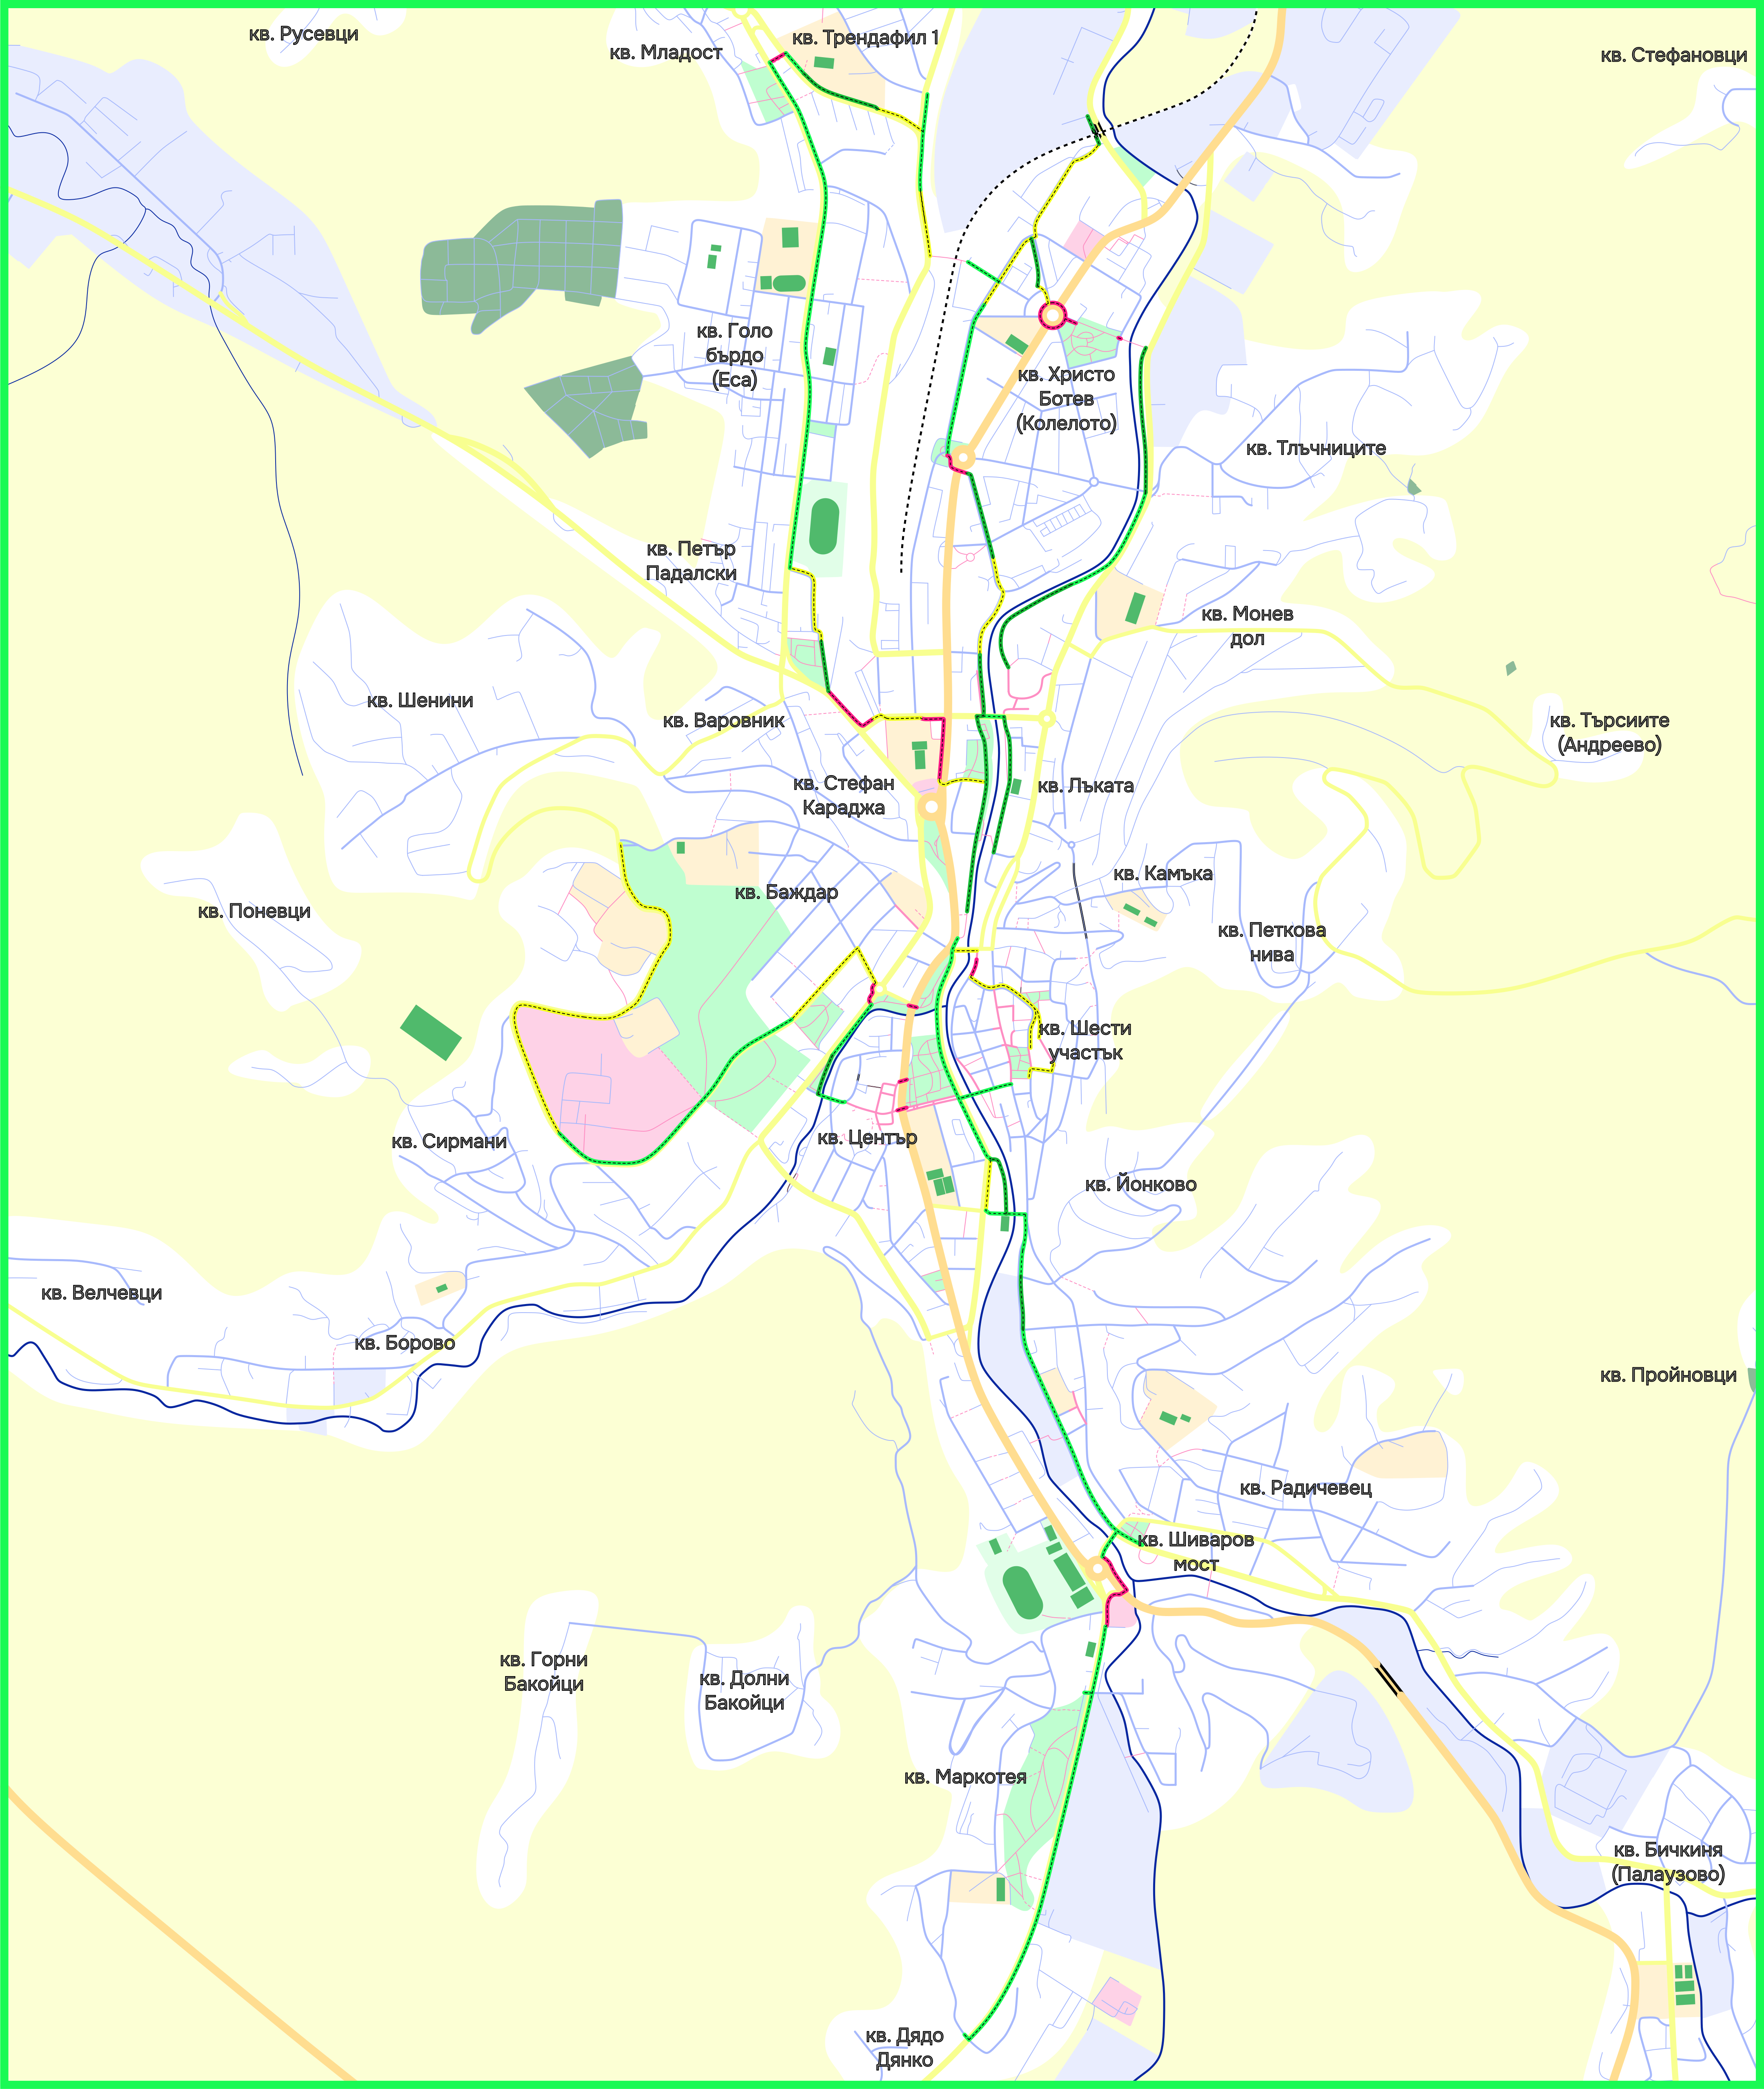 кв. Русевци
кв. Младост
кв. Трендафил 1
кв. Стефановци
кв. Голо
бърдо
(Еса)
кв. Христо
Ботев
(Колелото)
кв. Тлъчниците
кв. Петър
Падалски
кв. Монев
дол
кв. Шенини
кв. Варовник
кв. Търсиите
(Андреево)
кв. Стефан
Караджа
кв. Лъката
кв. Камъка
кв. Баждар
кв. Поневци
кв. Петкова
нива
кв. Шести
участък
кв. Сирмани
кв. Център
кв. Йонково
кв. Велчевци
кв. Борово
кв. Пройновци
кв. Радичевец
кв. Шиваров
мост
кв. Горни
Бакойци
кв. Долни
Бакойци
кв. Маркотея
кв. Бичкиня
(Палаузово)
кв. Дядо
Дянко